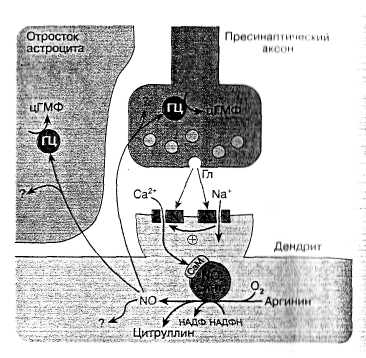 Отросток
астроцита
Пресинаптический
аксон
цГМФ
ГЦ
ГЦ
цГМФ
Гл
?
Ca²⁺
Na⁺
+
Дендрит
CaM
O₂
NO
Аргинин
?
НАДФ НАДФН
Цитруллин